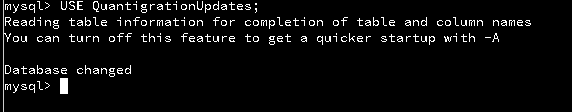 mysql> USE QuantigrationUpdates;
Reading table information for completion of table and column names
You can turn off this feature to get a quicker startup with -A
Database changed
mysql>